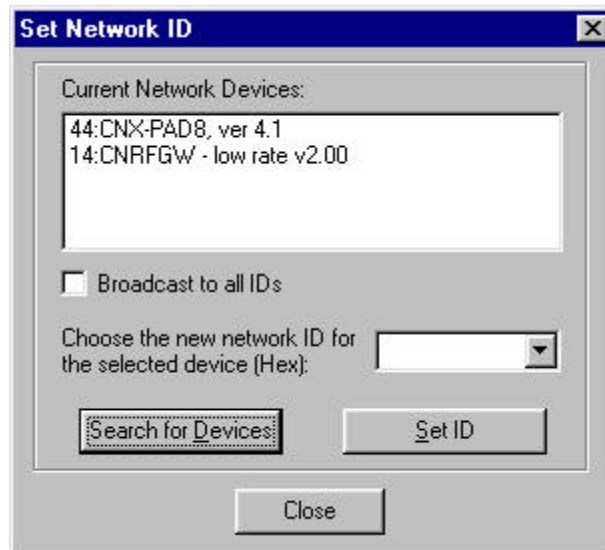 Set Network ID
Current Network Devices:
44:CNX-PAD8, ver 4.1
14:CNRFGW - low rate v2.00
Broadcast to all IDs
Choose the new network ID for
the selected device (Hex):
Search for Devices
Set ID
Close